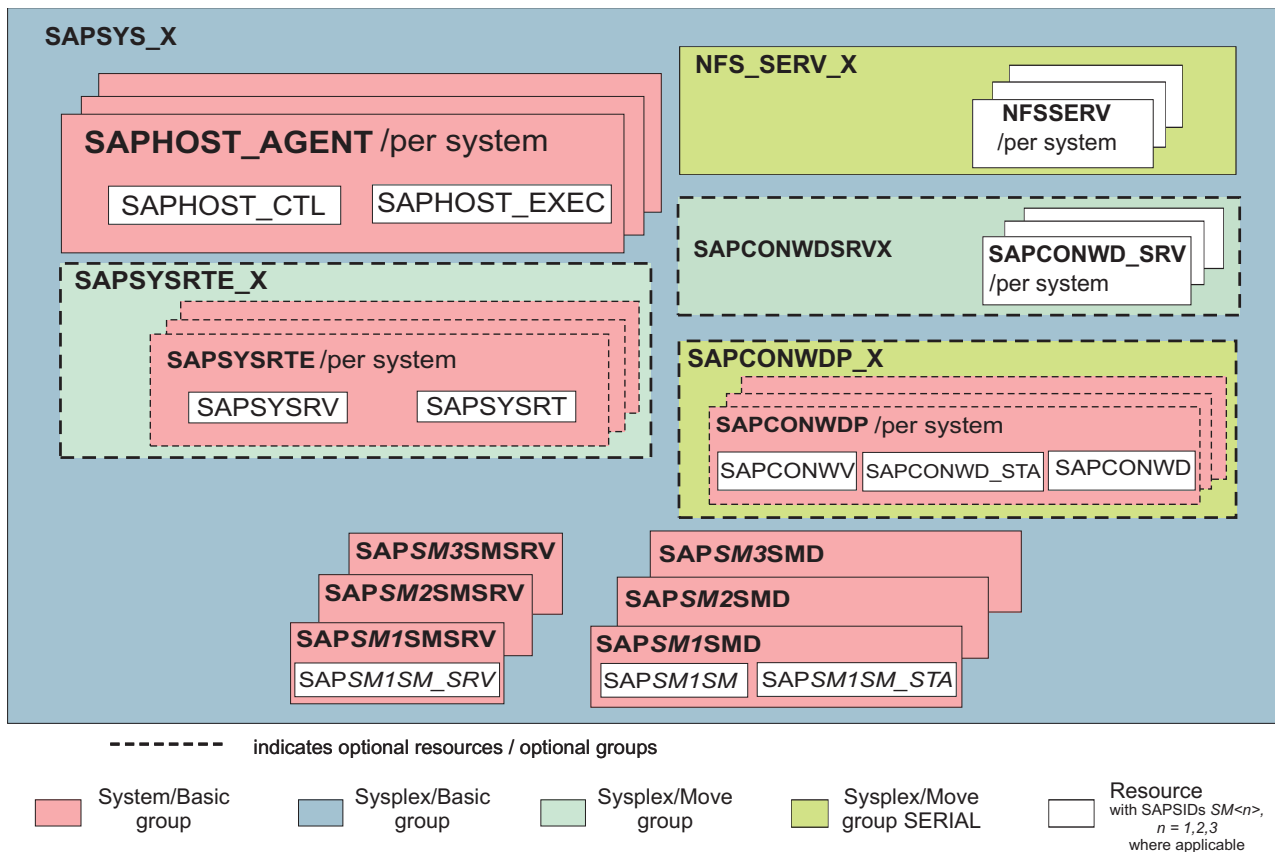 SAPSYS_X
SAPHOST_AGENT /per system
SAPHOST_CTL
SAPHOST_EXEC
NFS_SERV_X
NFSSERV
/per system
SAPCONWDSRVX
SAPCONWD_SRV
/per system
SAPSYSRTE_X
SAPSYSRTE /per system
SAPSYSRV
SAPSYSRT
SAPCONWDP_X
SAPCONWDP /per system
SAPCONWV
SAPCONWD_STA
SAPCONWD
SAPSM3SMSRV
SAPSM2SMSRV
SAPSM1SMSRV
SAPSM1SM_SRV
SAPSM3SMD
SAPSM2SMD
SAPSM1SMD
SAPSM1SM
SAPSM1SM_STA
indicates optional resources / optional groups
System/Basic
group
Sysplex/Basic
group
Sysplex/Move
group
Sysplex/Move
group SERIAL
Resource
with SAPSIDs SM<n>,
n = 1,2,3
where applicable